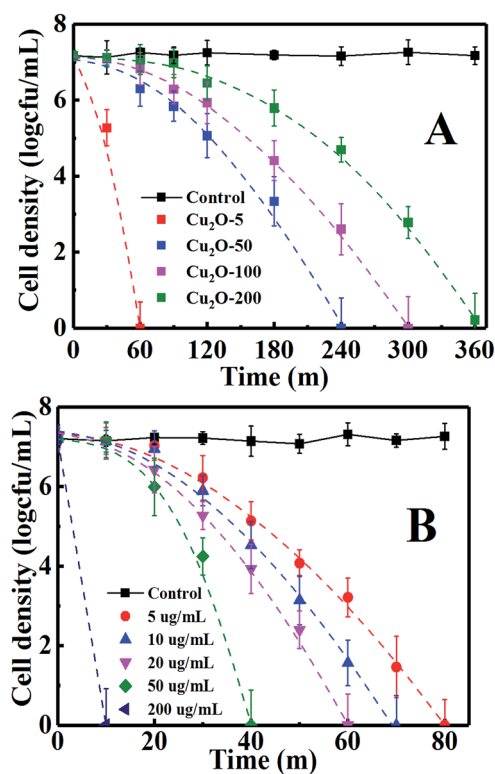 8
6
4
2
0
Cell density (logcfu/mL)
A
Control
Cu₂O-5
Cu₂O-50
Cu₂O-100
Cu₂O-200
0 60 120 180 240 300 360
Time (m)
8
6
4
2
0
Cell density (logcfu/mL)
B
Control
5 ug/mL
10 ug/mL
20 ug/mL
50 ug/mL
200 ug/mL
0 20 40 60 80
Time (m)